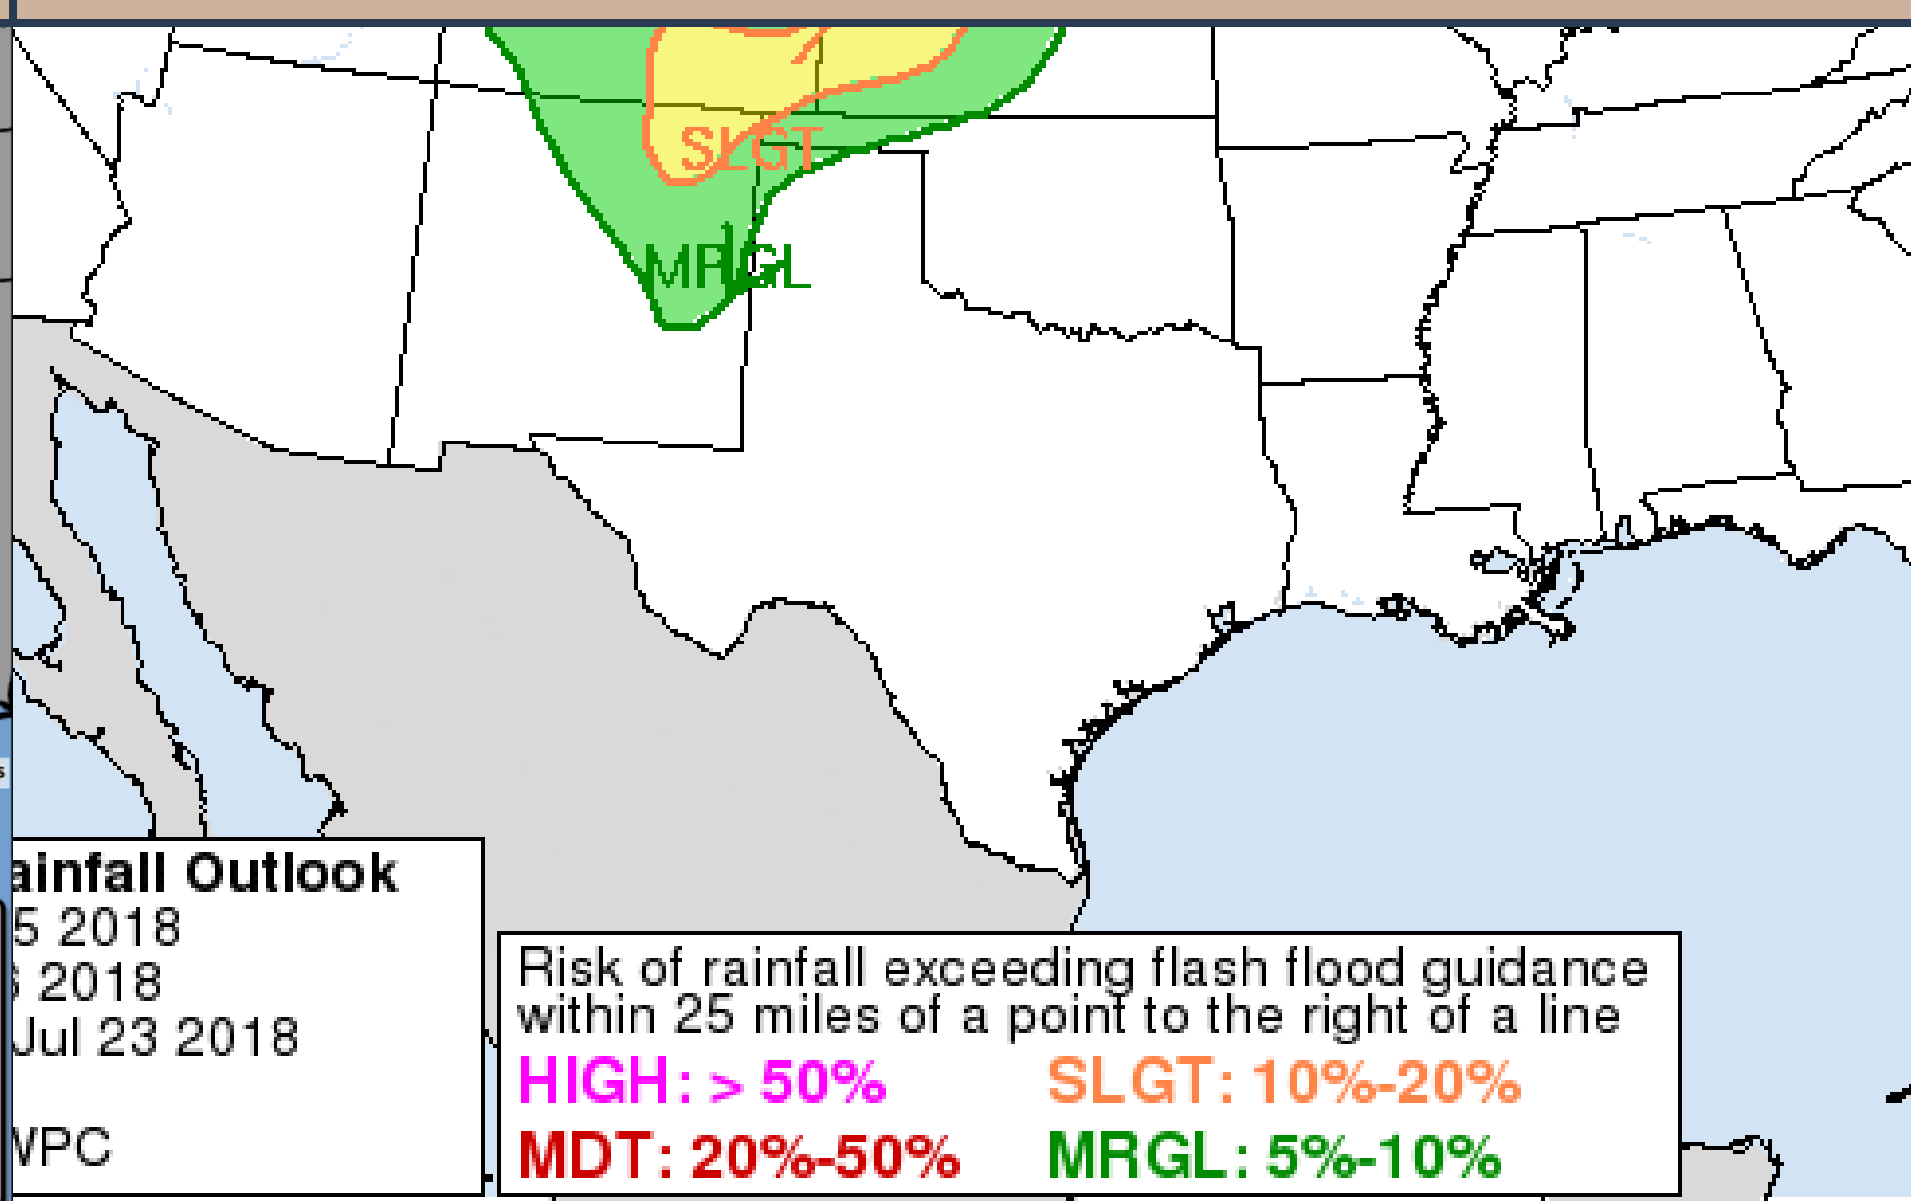 SLGT
MRGL
s
ainfall Outlook
5 2018
2018
Jul 23 2018
WPC
Risk of rainfall exceeding flash flood guidance
within 25 miles of a point to the right of a line
HIGH: > 50%
SLGT: 10%-20%
MDT: 20%-50%
MRGL: 5%-10%